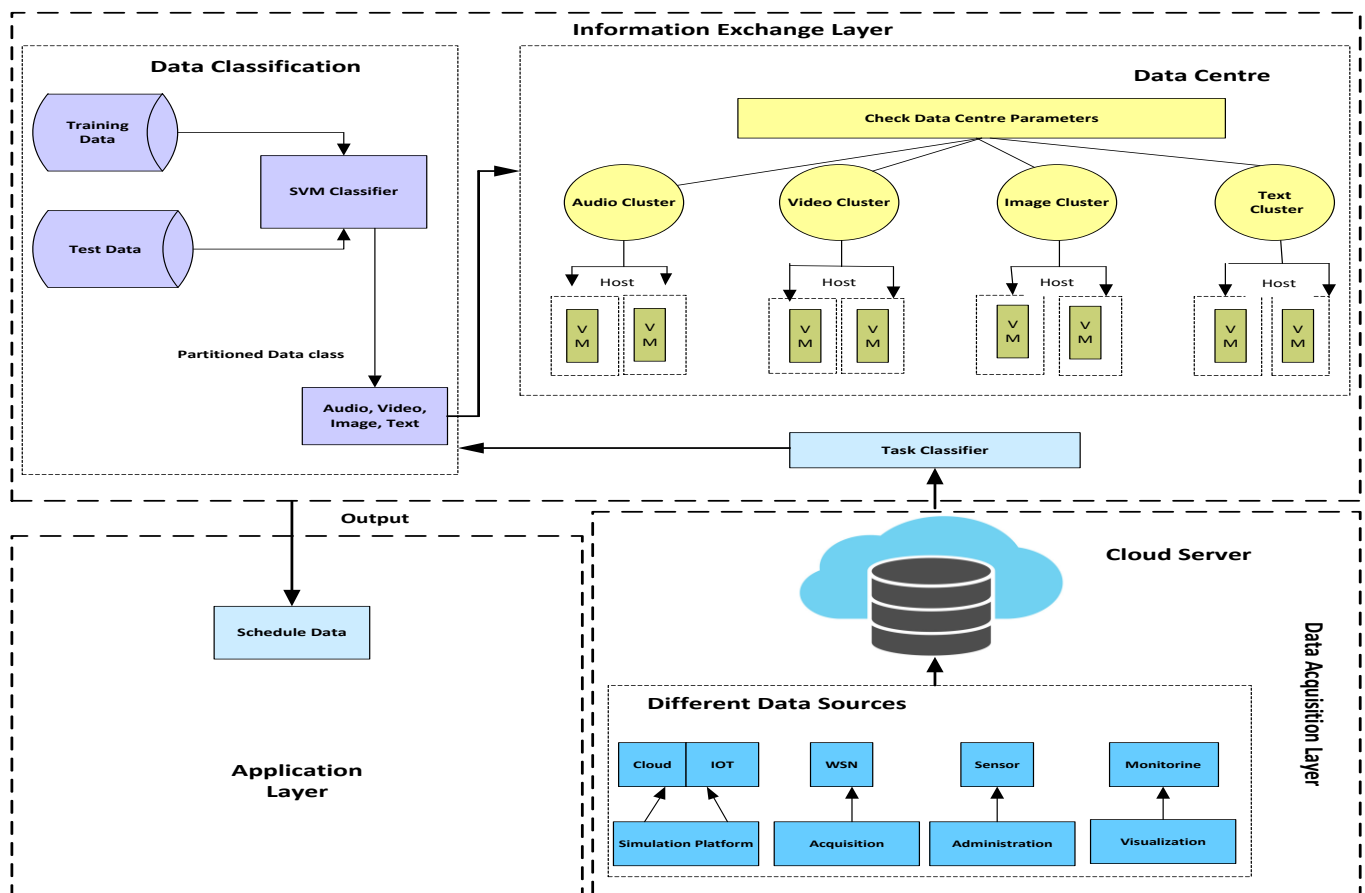 Information Exchange Layer
Data Classification
Training
Data
SVM Classifier
Test Data
Partitioned Data class
Audio, Video,
Image, Text
Data Centre
Check Data Centre Parameters
Audio Cluster
Video Cluster
Image Cluster
Text
Cluster
Host
Host
Host
Host
V
M
V
M
V
M
V
M
V
M
V
M
V
M
V
M
Task Classifier
Output
Schedule Data
Application
Layer
Cloud Server
Data Acquisition Layer
Different Data Sources
Cloud
IOT
WSN
Sensor
Monitorine
Simulation Platform
Acquisition
Administration
Visualization